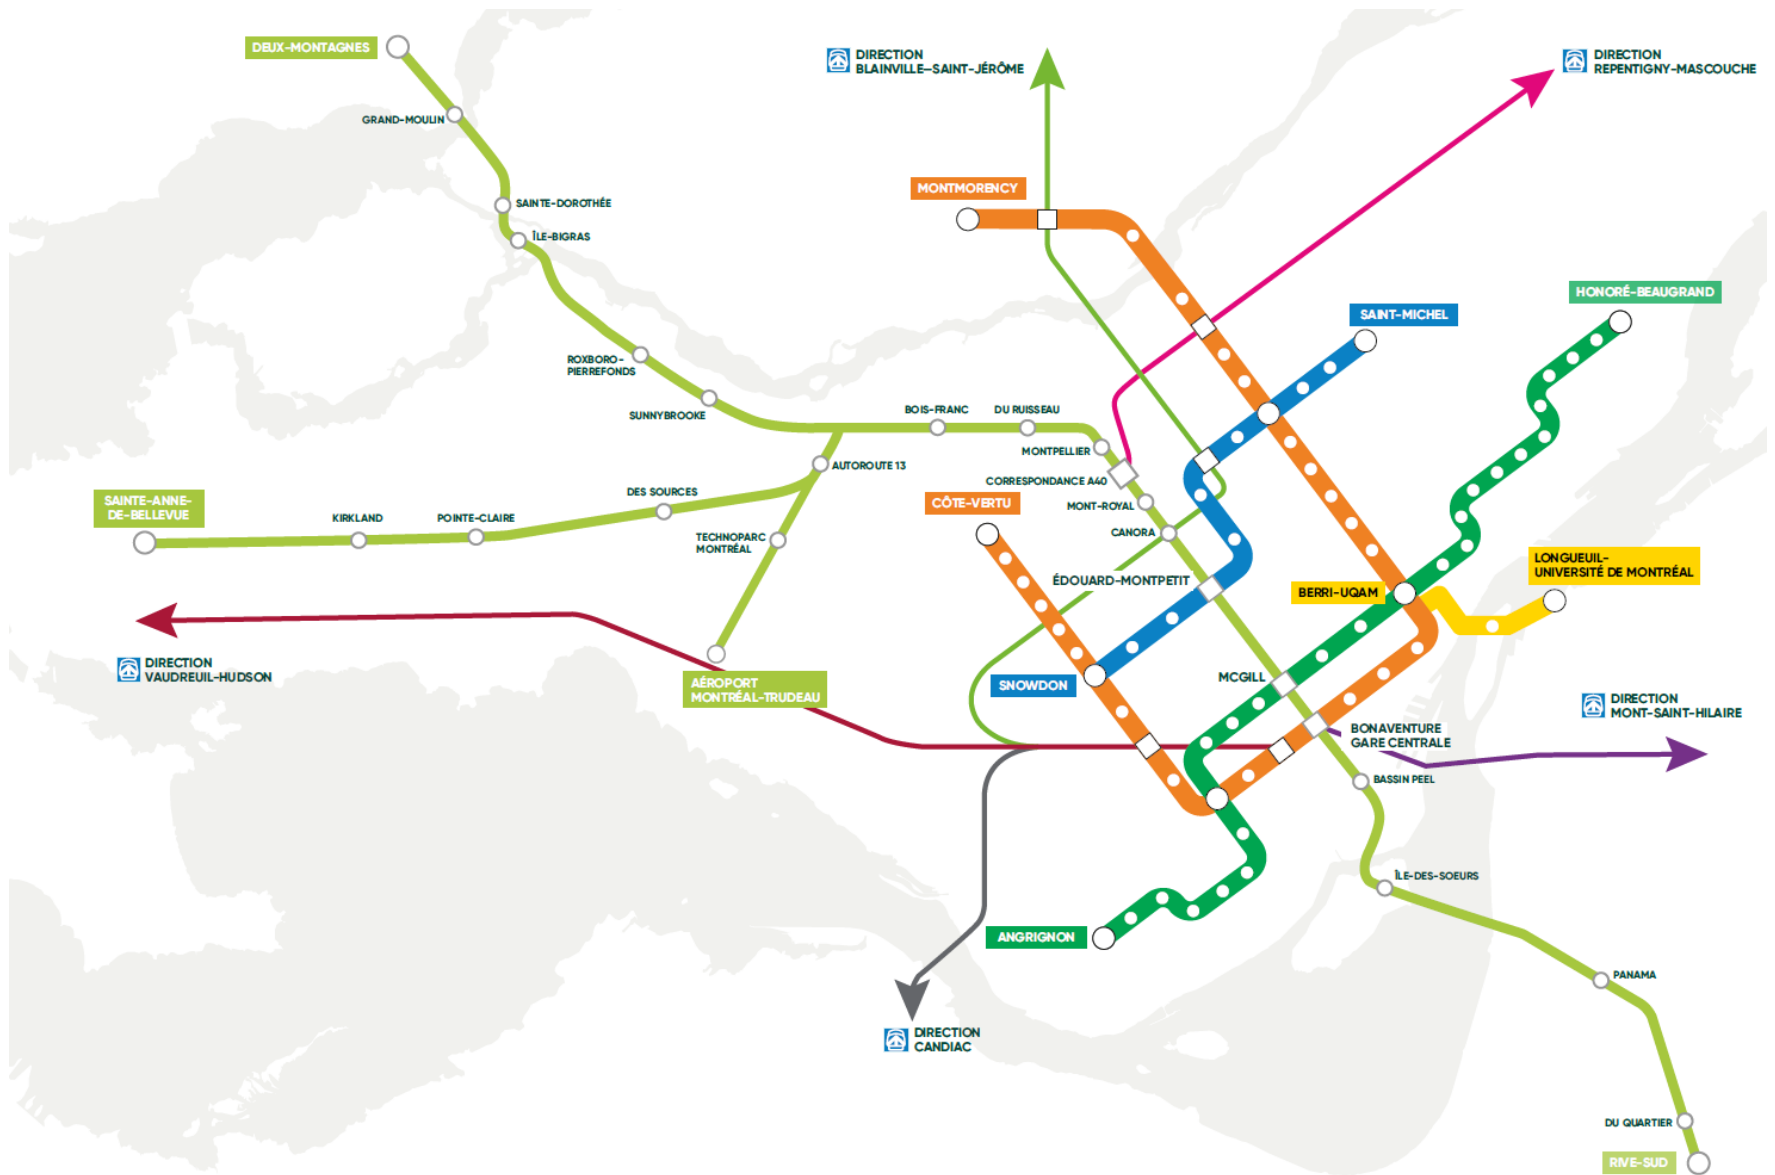 DEUX-MONTAGNES
DIRECTION
BLAINVILLE–SAINT-JÉRÔME
DIRECTION
REPENTIGNY-MASCOUCHE
GRAND-MOULIN
MONTMORENCY
SAINTE-DOROTHÉE
ÎLE-BIGRAS
HONORÉ-BEAUGRAND
SAINT-MICHEL
ROXBORO-
PIERREFONDS
SUNNYBROOKE
BOIS-FRANC
DU RUISSEAU
MONTPELLIER
AUTOROUTE 13
CORRESPONDANCE A40
SAINTE-ANNE-
DE-BELLEVUE
KIRKLAND
POINTE-CLAIRE
DES SOURCES
CÔTE-VERTU
MONT-ROYAL
CANORA
TECHNOPARC
MONTRÉAL
ÉDOUARD-MONTPETIT
LONGUEUIL-
UNIVERSITÉ DE MONTRÉAL
BERRI-UQAM
DIRECTION
VAUDREUIL-HUDSON
AÉROPORT
MONTRÉAL-TRUDEAU
SNOWDON
MCGILL
DIRECTION
MONT-SAINT-HILAIRE
BONAVENTURE
GARE CENTRALE
BASSIN PEEL
ÎLE-DES-SOEURS
ANGRIGNON
PANAMA
DIRECTION
CANDIAC
DU QUARTIER
RIVE-SUD